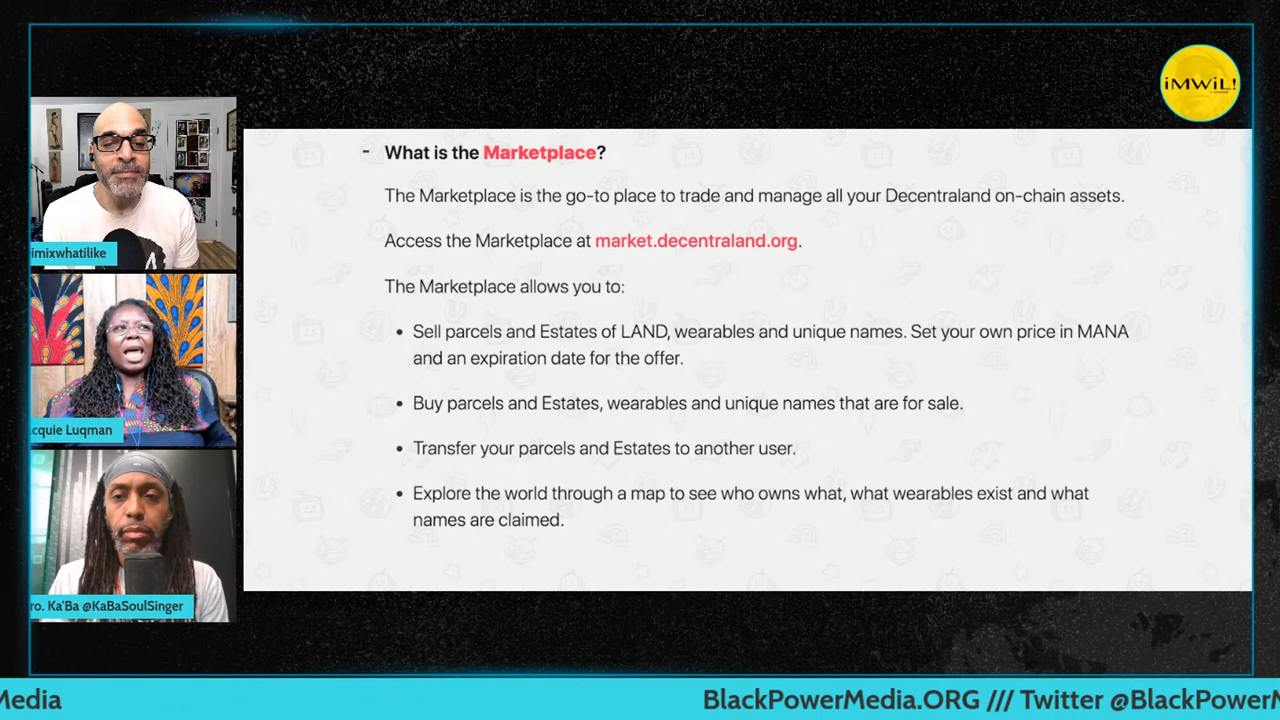 iMWiL!
- What is the Marketplace?
The Marketplace is the go-to place to trade and manage all your Decentraland on-chain assets.
Access the Marketplace at market.decentraland.org.
The Marketplace allows you to:
• Sell parcels and Estates of LAND, wearables and unique names. Set your own price in MANA
and an expiration date for the offer.
• Buy parcels and Estates, wearables and unique names that are for sale.
• Transfer your parcels and Estates to another user.
• Explore the world through a map to see who owns what, what wearables exist and what
names are claimed.
imixwhatilike
cquie Luqman
ro. Ka'Ba @KaBaSoulSinger
Media BlackPowerMedia.ORG /// Twitter @BlackPowerM